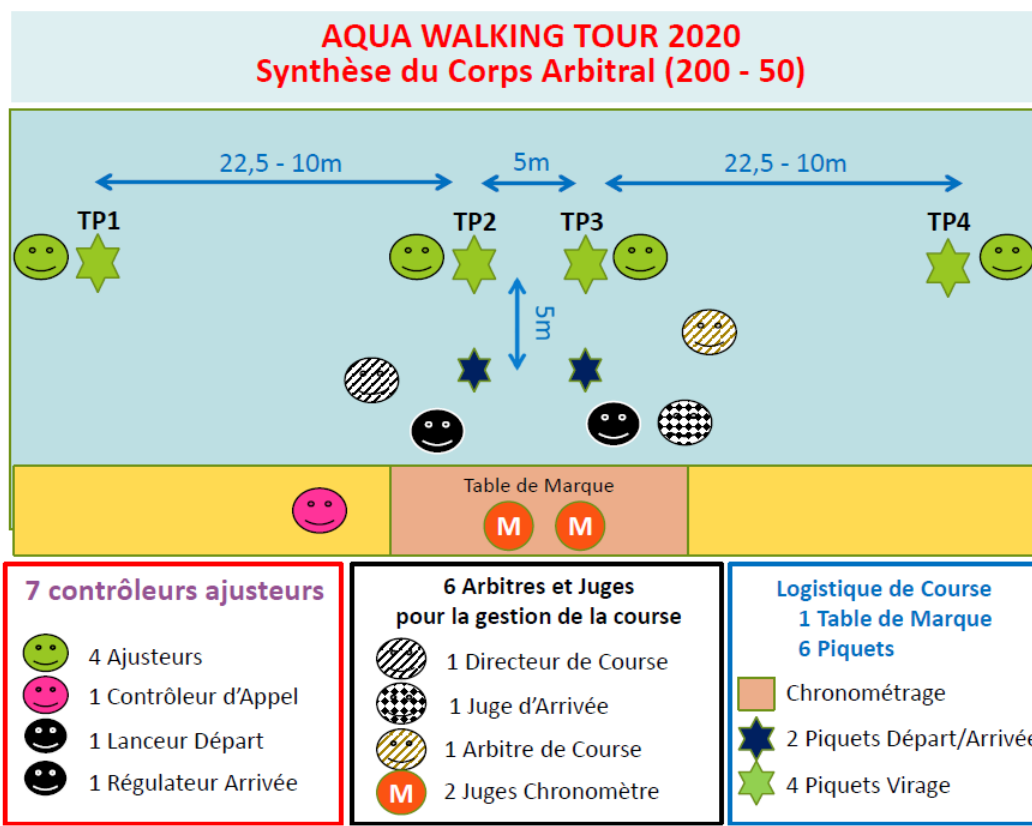 AQUA WALKING TOUR 2020
Synthèse du Corps Arbitral (200 - 50)
22,5 - 10m
5m
22,5 - 10m
TP1
TP2
TP3
TP4
5m
Table de Marque
M
M
7 contrôleurs ajusteurs
4 Ajusteurs
1 Contrôleur d'Appel
1 Lanceur Départ
1 Régulateur Arrivée
6 Arbitres et Juges
pour la gestion de la course
1 Directeur de Course
1 Juge d'Arrivée
1 Arbitre de Course
M
2 Juges Chronomètre
Logistique de Course
1 Table de Marque
6 Piquets
Chronométrage
2 Piquets Départ/Arrivée
4 Piquets Virage